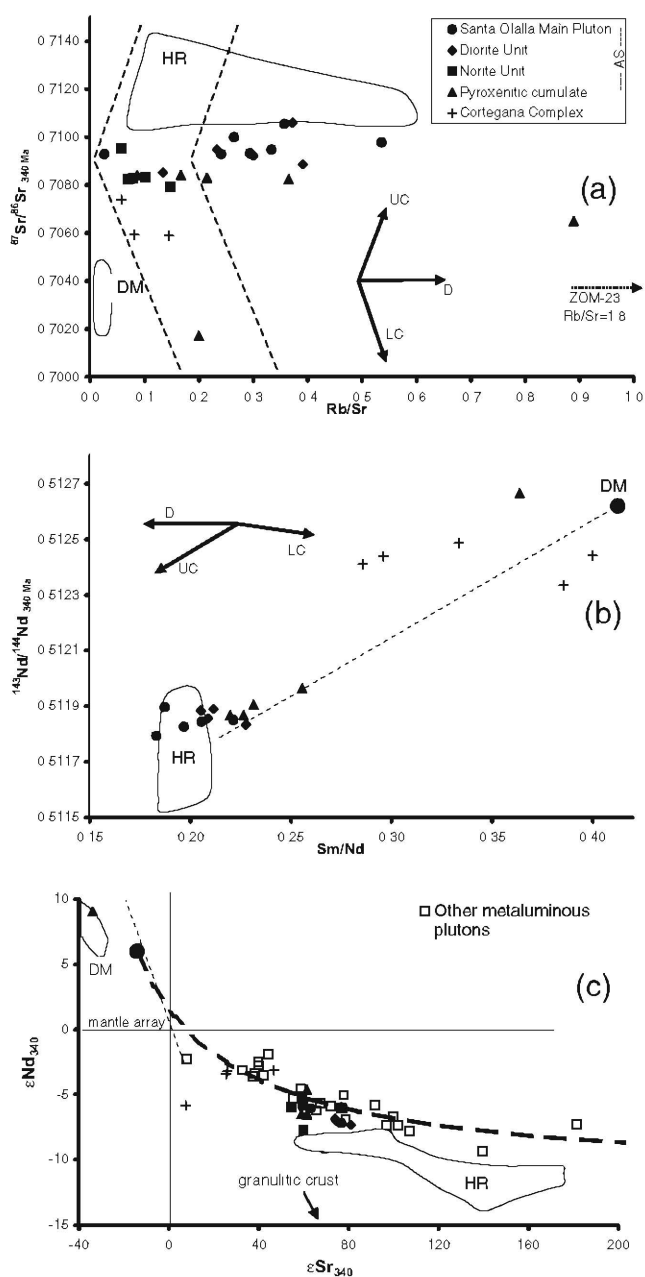 0 7140
0 7120
0 7100
0 7080
0 7060
0 7040
0 7020
0 7000
⁸⁷Sr/⁸⁶Sr 340 Ma
HR
DM
Santa Olalla Main Pluton
Diorite Unit
Norite Unit
Pyroxenitic cumulate
Cortegana Complex
---- AS ----
(a)
UC
D
LC
ZOM-23
Rb/Sr=1 8
0 0
0 1
0 2
0 3
0 4
0 5
0 6
0 7
0 8
0 9
1 0
Rb/Sr
0 5127
0 5125
0 5123
0 5121
0 5119
0 5117
0 5115
¹⁴³Nd/¹⁴⁴Nd 340 Ma
D
UC
LC
DM
(b)
HR
0 15
0 20
0 25
0 30
0 35
0 40
Sm/Nd
10
5
0
-5
-10
-15
εNd340
DM
mantle array
Other metaluminous
plutons
(c)
HR
granulitic crust
-40
0
40
80
120
160
200
εSr340